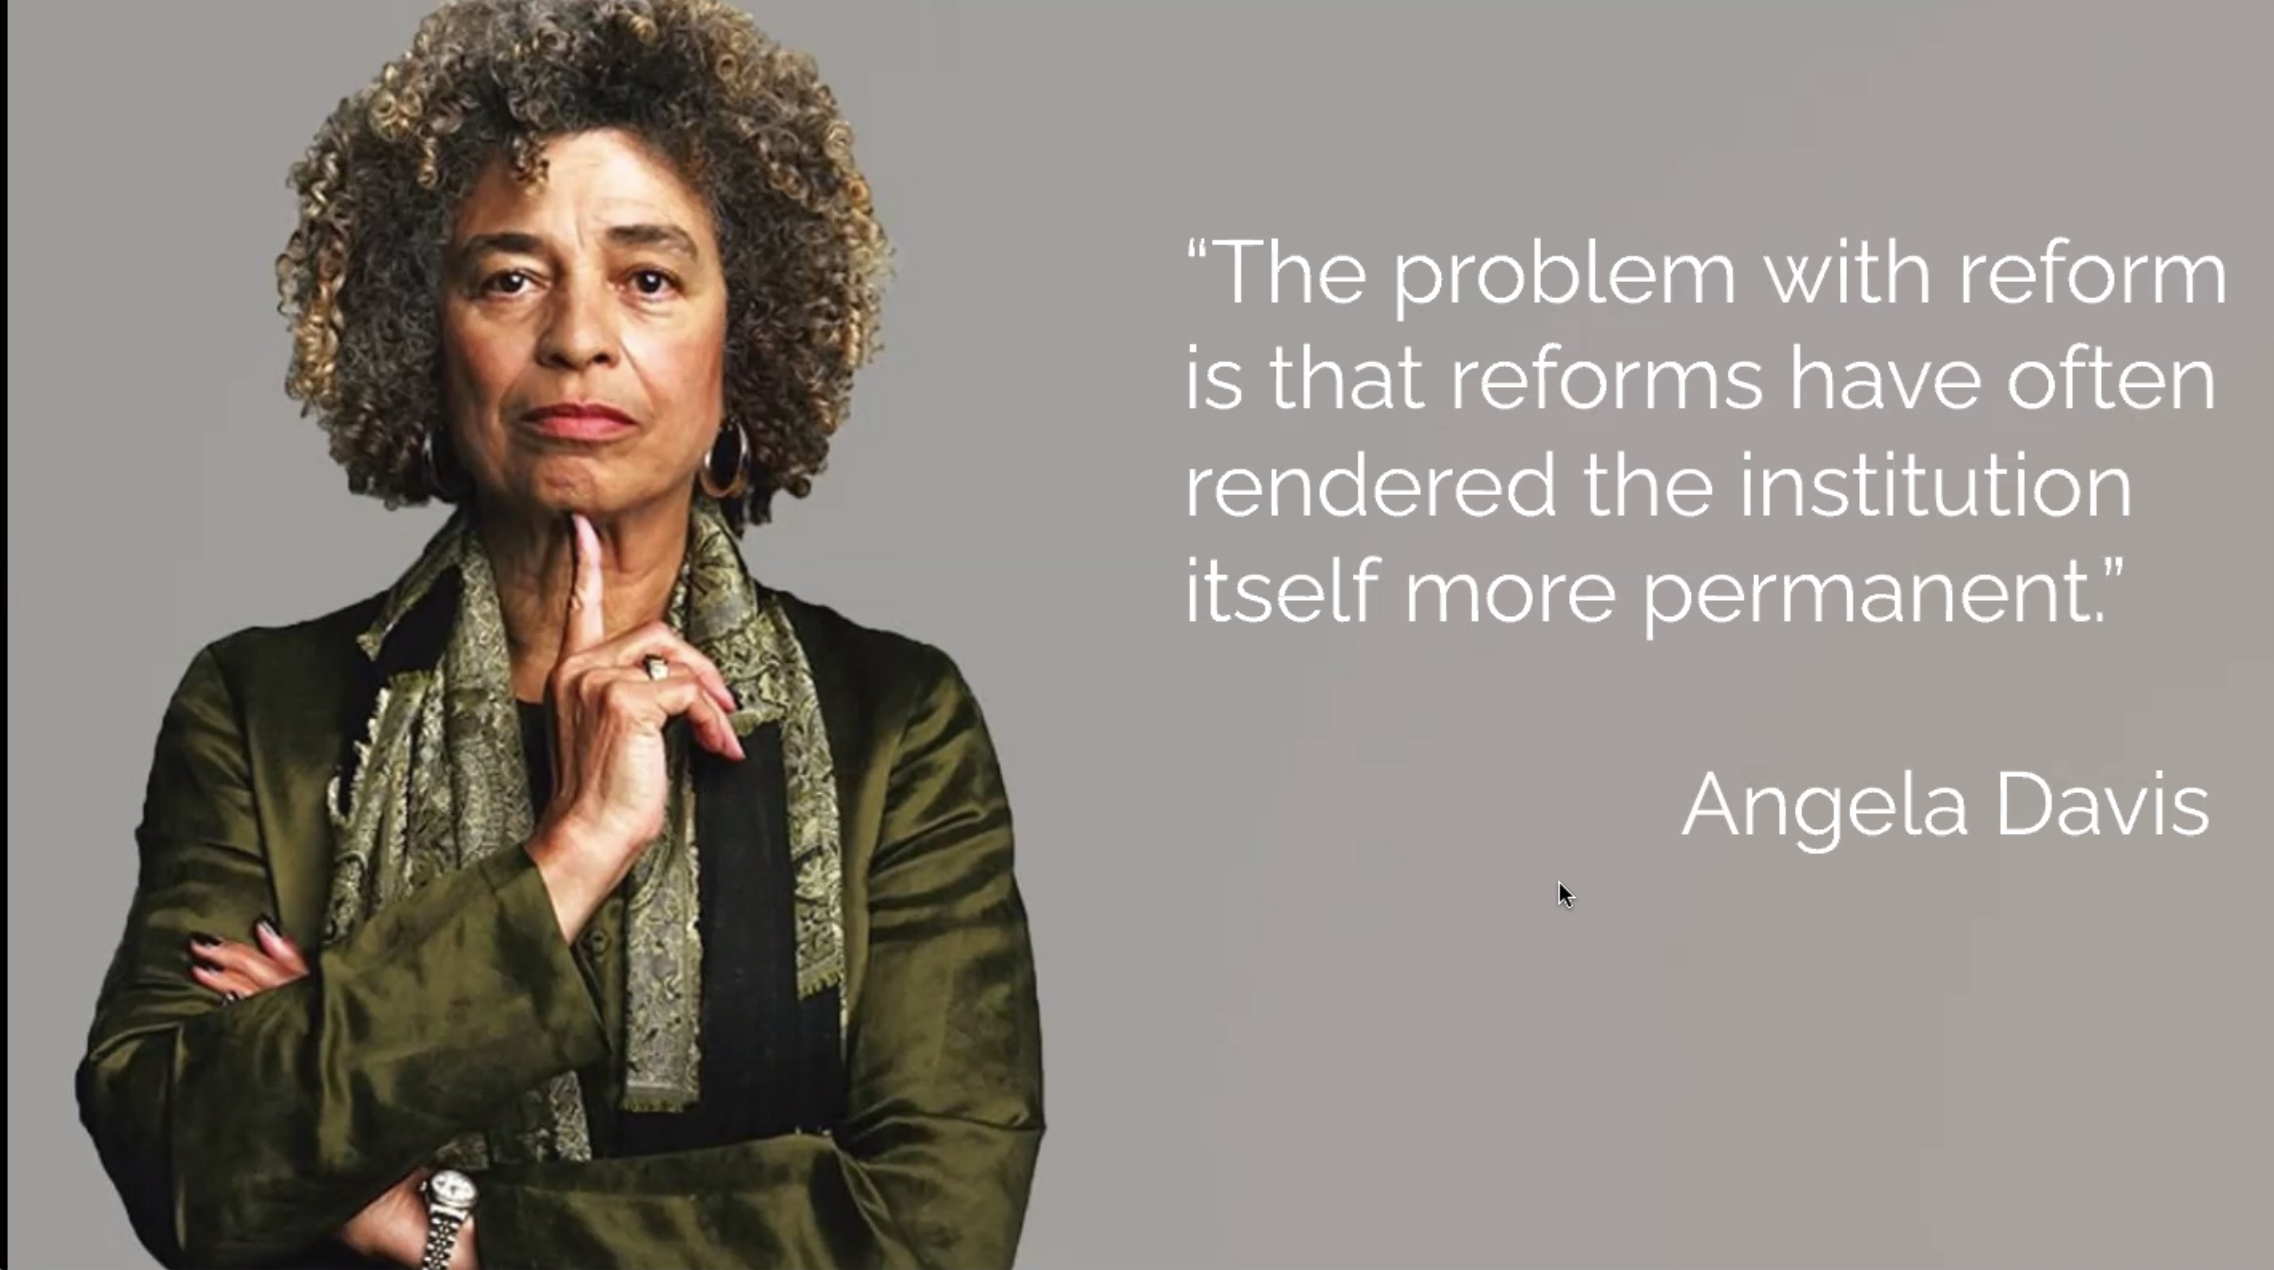 “The problem with reform
is that reforms have often
rendered the institution
itself more permanent.”
Angela Davis